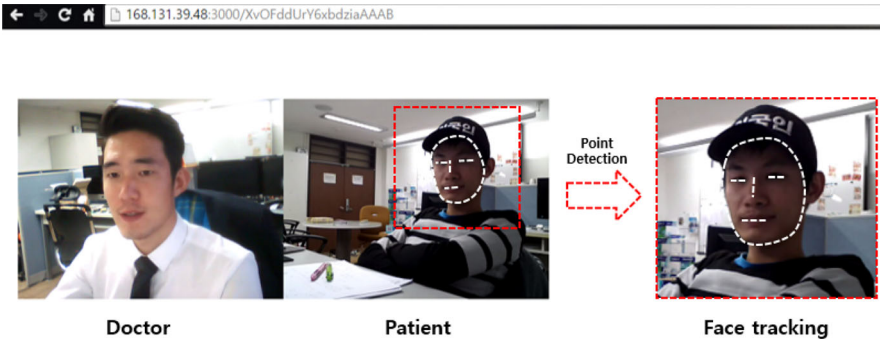 168.131.39.48:3000/XvOFddUrY6xbdziaAAAB
Point
Detection
Doctor
Patient
Face tracking